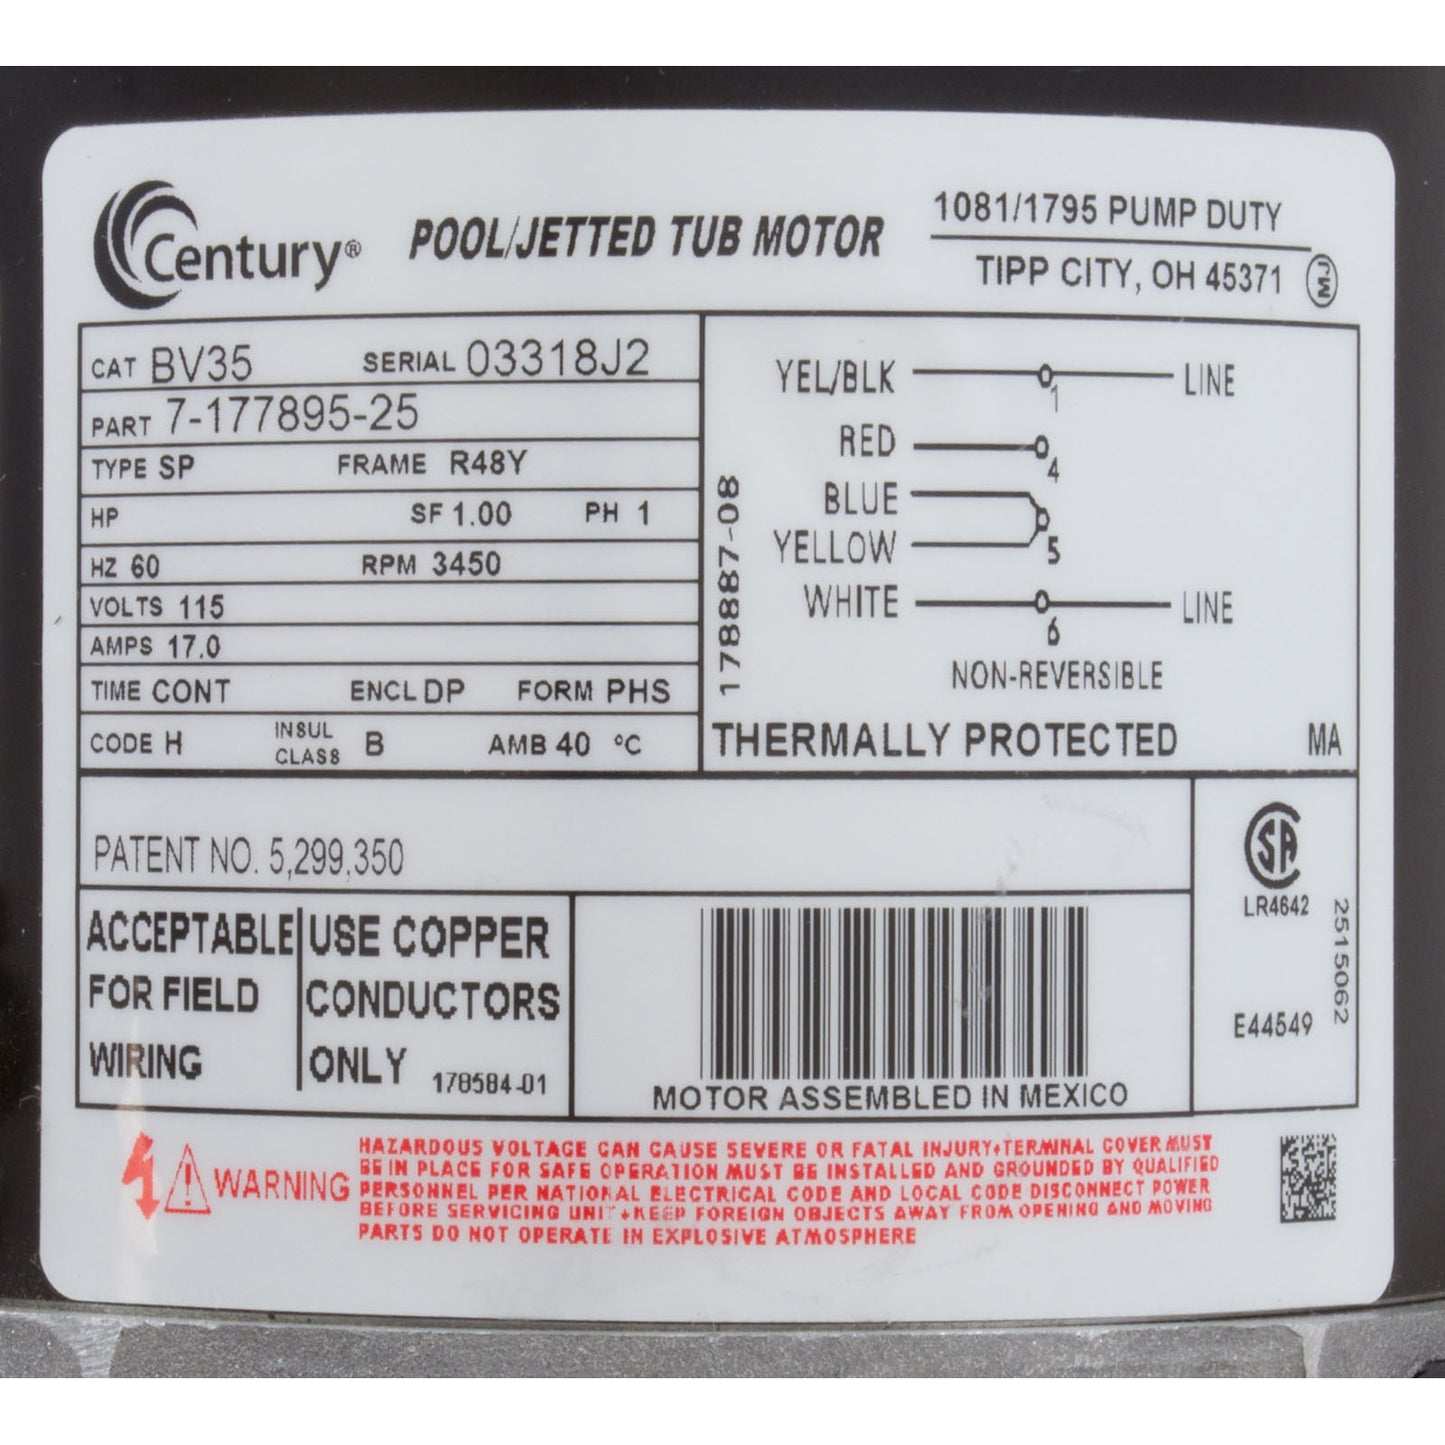 Century®
POOL/JETTED TUB MOTOR
1081/1795 PUMP DUTY
TIPP CITY, OH 45371
CAT BV35 SERIAL 03318J2
PART 7-177895-25
TYPE SP FRAME R48Y
HP SF 1.00 PH 1
HZ 60 RPM 3450
VOLTS 115
AMPS 17.0
TIME CONT ENCL DP FORM PHS
CODE H INSUL CLASS B AMB 40 °C
178887-08
YEL/BLK 1 LINE
RED 4
BLUE
YELLOW 5
WHITE 6 LINE
NON-REVERSIBLE
THERMALLY PROTECTED MA
PATENT NO. 5,299,350
ACCEPTABLE
FOR FIELD
WIRING
USE COPPER
CONDUCTORS
ONLY 178584-01
MOTOR ASSEMBLED IN MEXICO
SA
LR4642
E44549
2515062
WARNING
HAZARDOUS VOLTAGE CAN CAUSE SEVERE OR FATAL INJURY•TERMINAL COVER MUST
BE IN PLACE FOR SAFE OPERATION MUST BE INSTALLED AND GROUNDED BY QUALIFIED
PERSONNEL PER NATIONAL ELECTRICAL CODE AND LOCAL CODE DISCONNECT POWER
BEFORE SERVICING UNIT•KEEP FOREIGN OBJECTS AWAY FROM OPENING AND MOVING
PARTS DO NOT OPERATE IN EXPLOSIVE ATMOSPHERE